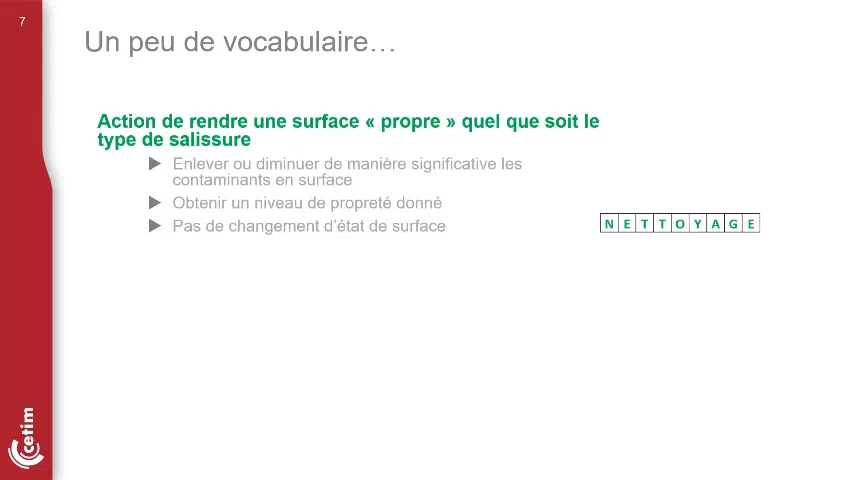 7
Un peu de vocabulaire…
Action de rendre une surface « propre » quel que soit le
type de salissure
Enlever ou diminuer de manière significative les
contaminants en surface
Obtenir un niveau de propreté donné
Pas de changement d’état de surface
NETTOYAGE
cetim